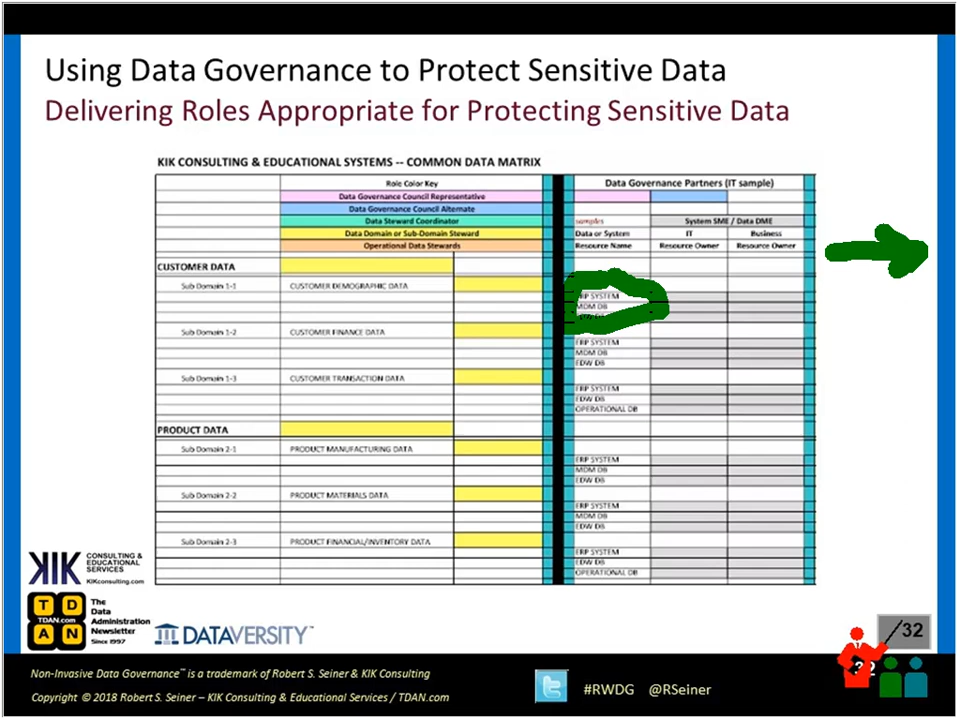 Using Data Governance to Protect Sensitive Data
Delivering Roles Appropriate for Protecting Sensitive Data
KIK CONSULTING & EDUCATIONAL SYSTEMS -- COMMON DATA MATRIX
Role Color Key
Data Governance Partners (IT sample)
Data Governance Council Representative
Data Governance Council Alternate
Data Steward Coordinator
samples
System SME / Data DME
Data Domain or Sub-Domain Steward
Data or System
IT
Business
Operational Data Stewards
Resource Name
Resource Owner
Resource Owner
CUSTOMER DATA
Sub Domain 1-1
CUSTOMER DEMOGRAPHIC DATA
ERP SYSTEM
MDM DB
Sub Domain 1-2
CUSTOMER FINANCE DATA
ERP SYSTEM
MDM DB
EDW DB
Sub Domain 1-3
CUSTOMER TRANSACTION DATA
ERP SYSTEM
EDW DB
OPERATIONAL DB
PRODUCT DATA
Sub Domain 2-1
PRODUCT MANUFACTURING DATA
ERP SYSTEM
MDM DB
EDW DB
Sub Domain 2-2
PRODUCT MATERIALS DATA
ERP SYSTEM
MDM DB
EDW DB
Sub Domain 2-3
PRODUCT FINANCIAL/INVENTORY DATA
ERP SYSTEM
EDW DB
OPERATIONAL DB
KIK
CONSULTING &
EDUCATIONAL
SERVICES
KIKconsulting.com
TD
TDAN.com
AN
The
Data
Administration
Newsletter
Since 1997
DATAVERSITY™
/32
32
Non-Invasive Data Governance™ is a trademark of Robert S. Seiner & KIK Consulting
Copyright © 2018 Robert S. Seiner – KIK Consulting & Educational Services / TDAN.com
#RWDG @RSeiner